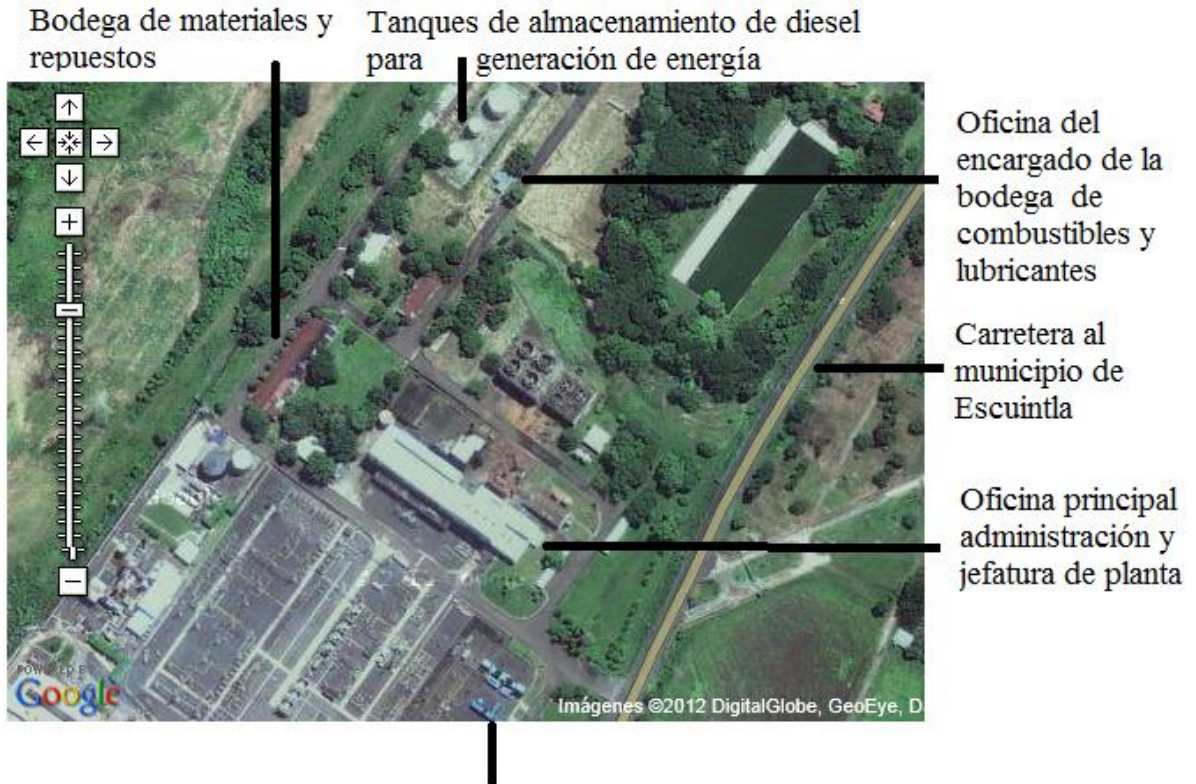 Bodega de materiales y
repuestos
Tanques de almacenamiento de diesel
para generación de energía
Oficina del
encargado de la
bodega de
combustibles y
lubricantes
Carretera al
municipio de
Escuintla
Oficina principal
administración y
jefatura de planta
POWERED BY
Google
Imágenes ©2012 DigitalGlobe, GeoEye, D